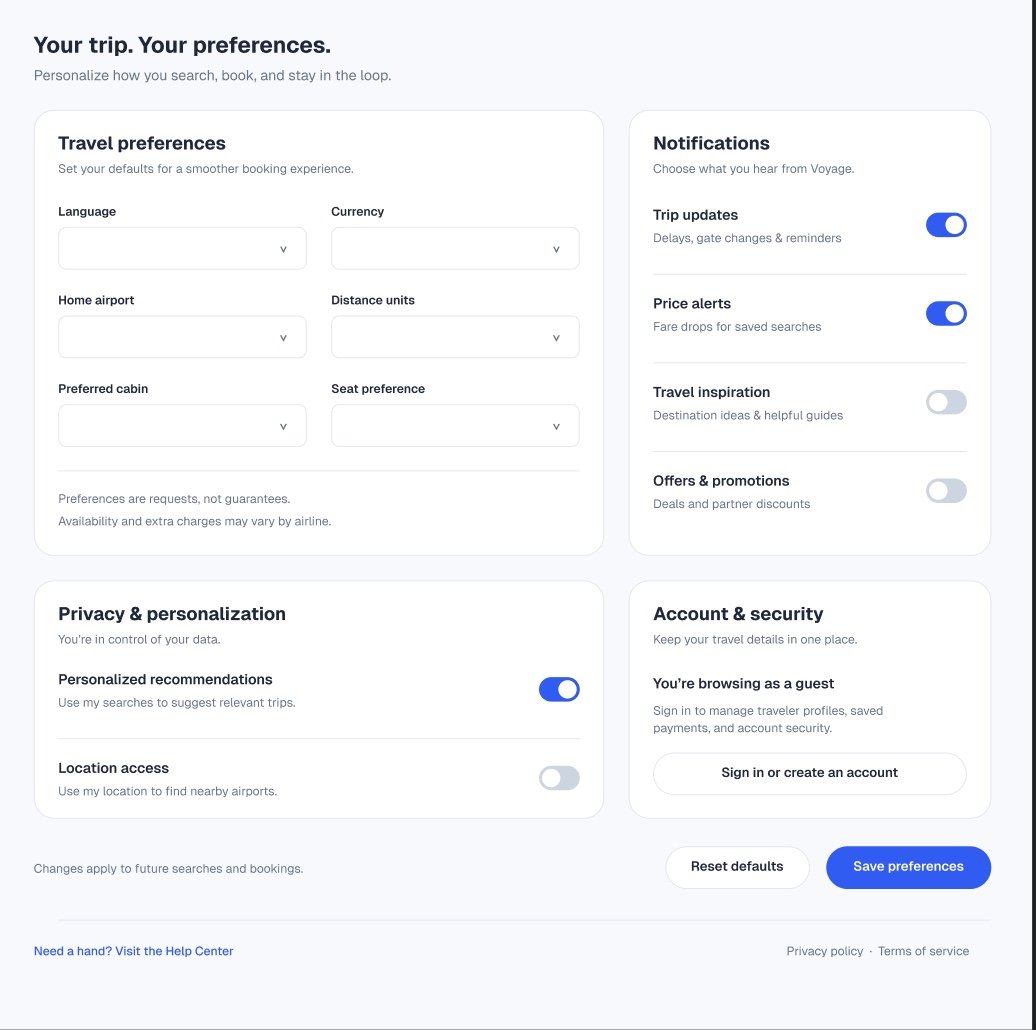 Your trip. Your preferences.
Personalize how you search, book, and stay in the loop.
Travel preferences
Set your defaults for a smoother booking experience.
Language
Currency
Home airport
Distance units
Preferred cabin
Seat preference
Preferences are requests, not guarantees.
Availability and extra charges may vary by airline.
Notifications
Choose what you hear from Voyage.
Trip updates
Delays, gate changes & reminders
Price alerts
Fare drops for saved searches
Travel inspiration
Destination ideas & helpful guides
Offers & promotions
Deals and partner discounts
Privacy & personalization
You're in control of your data.
Personalized recommendations
Use my searches to suggest relevant trips.
Location access
Use my location to find nearby airports.
Account & security
Keep your travel details in one place.
You’re browsing as a guest
Sign in to manage traveler profiles, saved
payments, and account security.
Sign in or create an account
Changes apply to future searches and bookings.
Reset defaults
Save preferences
Need a hand? Visit the Help Center
Privacy policy · Terms of service